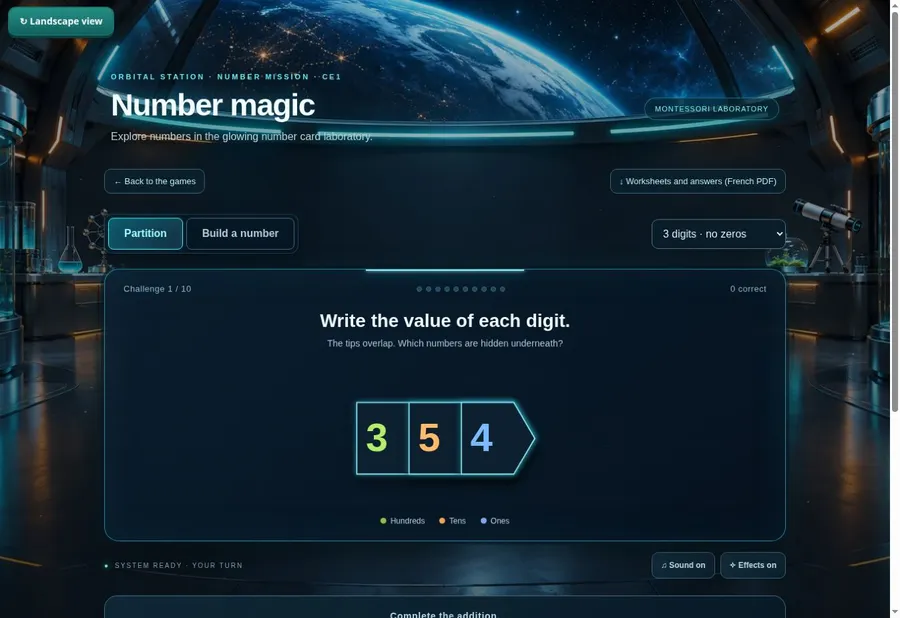 ↻ Landscape view
ORBITAL STATION · NUMBER MISSION · CE1
Number magic
MONTESSORI LABORATORY
Explore numbers in the glowing number card laboratory.
← Back to the games
↓ Worksheets and answers (French PDF)
Partition
Build a number
3 digits · no zeros
Challenge 1 / 10
0 correct
Write the value of each digit.
The tips overlap. Which numbers are hidden underneath?
3 5 4
Hundreds
Tens
Ones
SYSTEM READY · YOUR TURN
♫ Sound on
✧ Effects on
Complete the addition